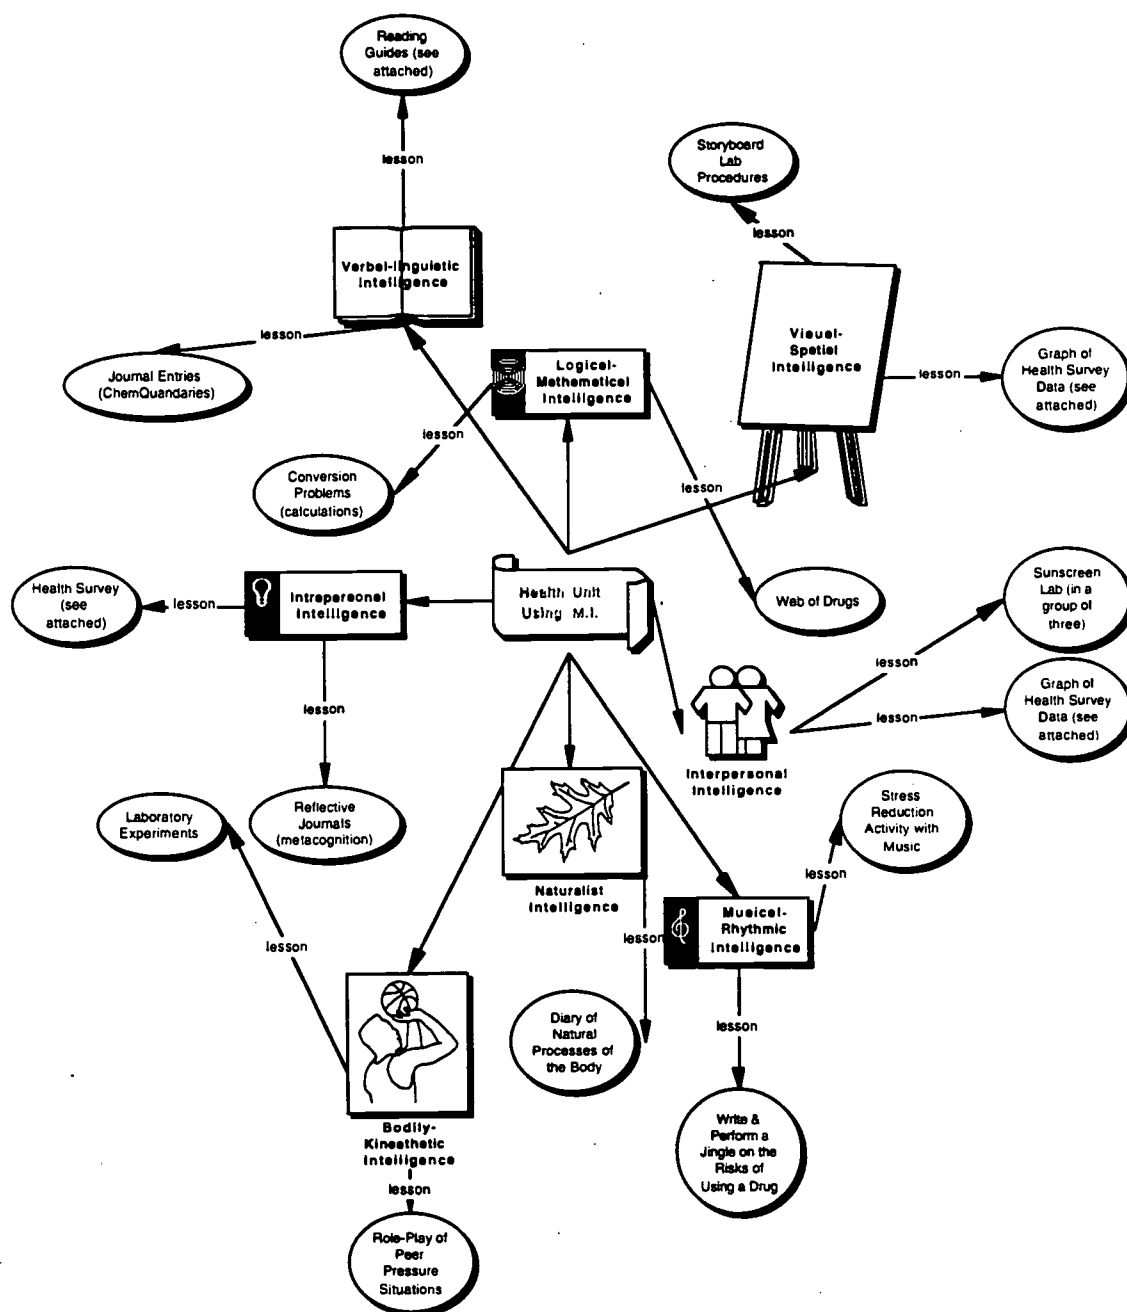 Reading
Guides (see
attached)
lesson
Storyboard
Lab
Procedures
lesson
Verbal-linguistic
Intelligence
lesson
Visual-
Spatial
Intelligence
Journal Entries
(ChemQuandaries)
Logical-
Mathematical
Intelligence
lesson
Graph of
Health Survey
Data (see
attached)
lesson
Conversion
Problems
(calculations)
lesson
Health Survey
(see
attached)
lesson
Intrapersonal
Intelligence
Health Unit
Using M.I.
Web of Drugs
Sunscreen
Lab (in a
group of
three)
lesson
Graph of
Health Survey
Data (see
attached)
lesson
Interpersonal
Intelligence
lesson
Laboratory
Experiments
Reflective
Journals
(metacognition)
Stress
Reduction
Activity with
Music
lesson
Naturalist
Intelligence
Musical-
Rhythmic
Intelligence
lesson
lesson
Diary of
Natural
Processes of
the Body
lesson
Bodily-
Kinesthetic
Intelligence
Write &
Perform a
Jingle on the
Risks of
Using a Drug
lesson
Role-Play of
Peer
Pressure
Situations